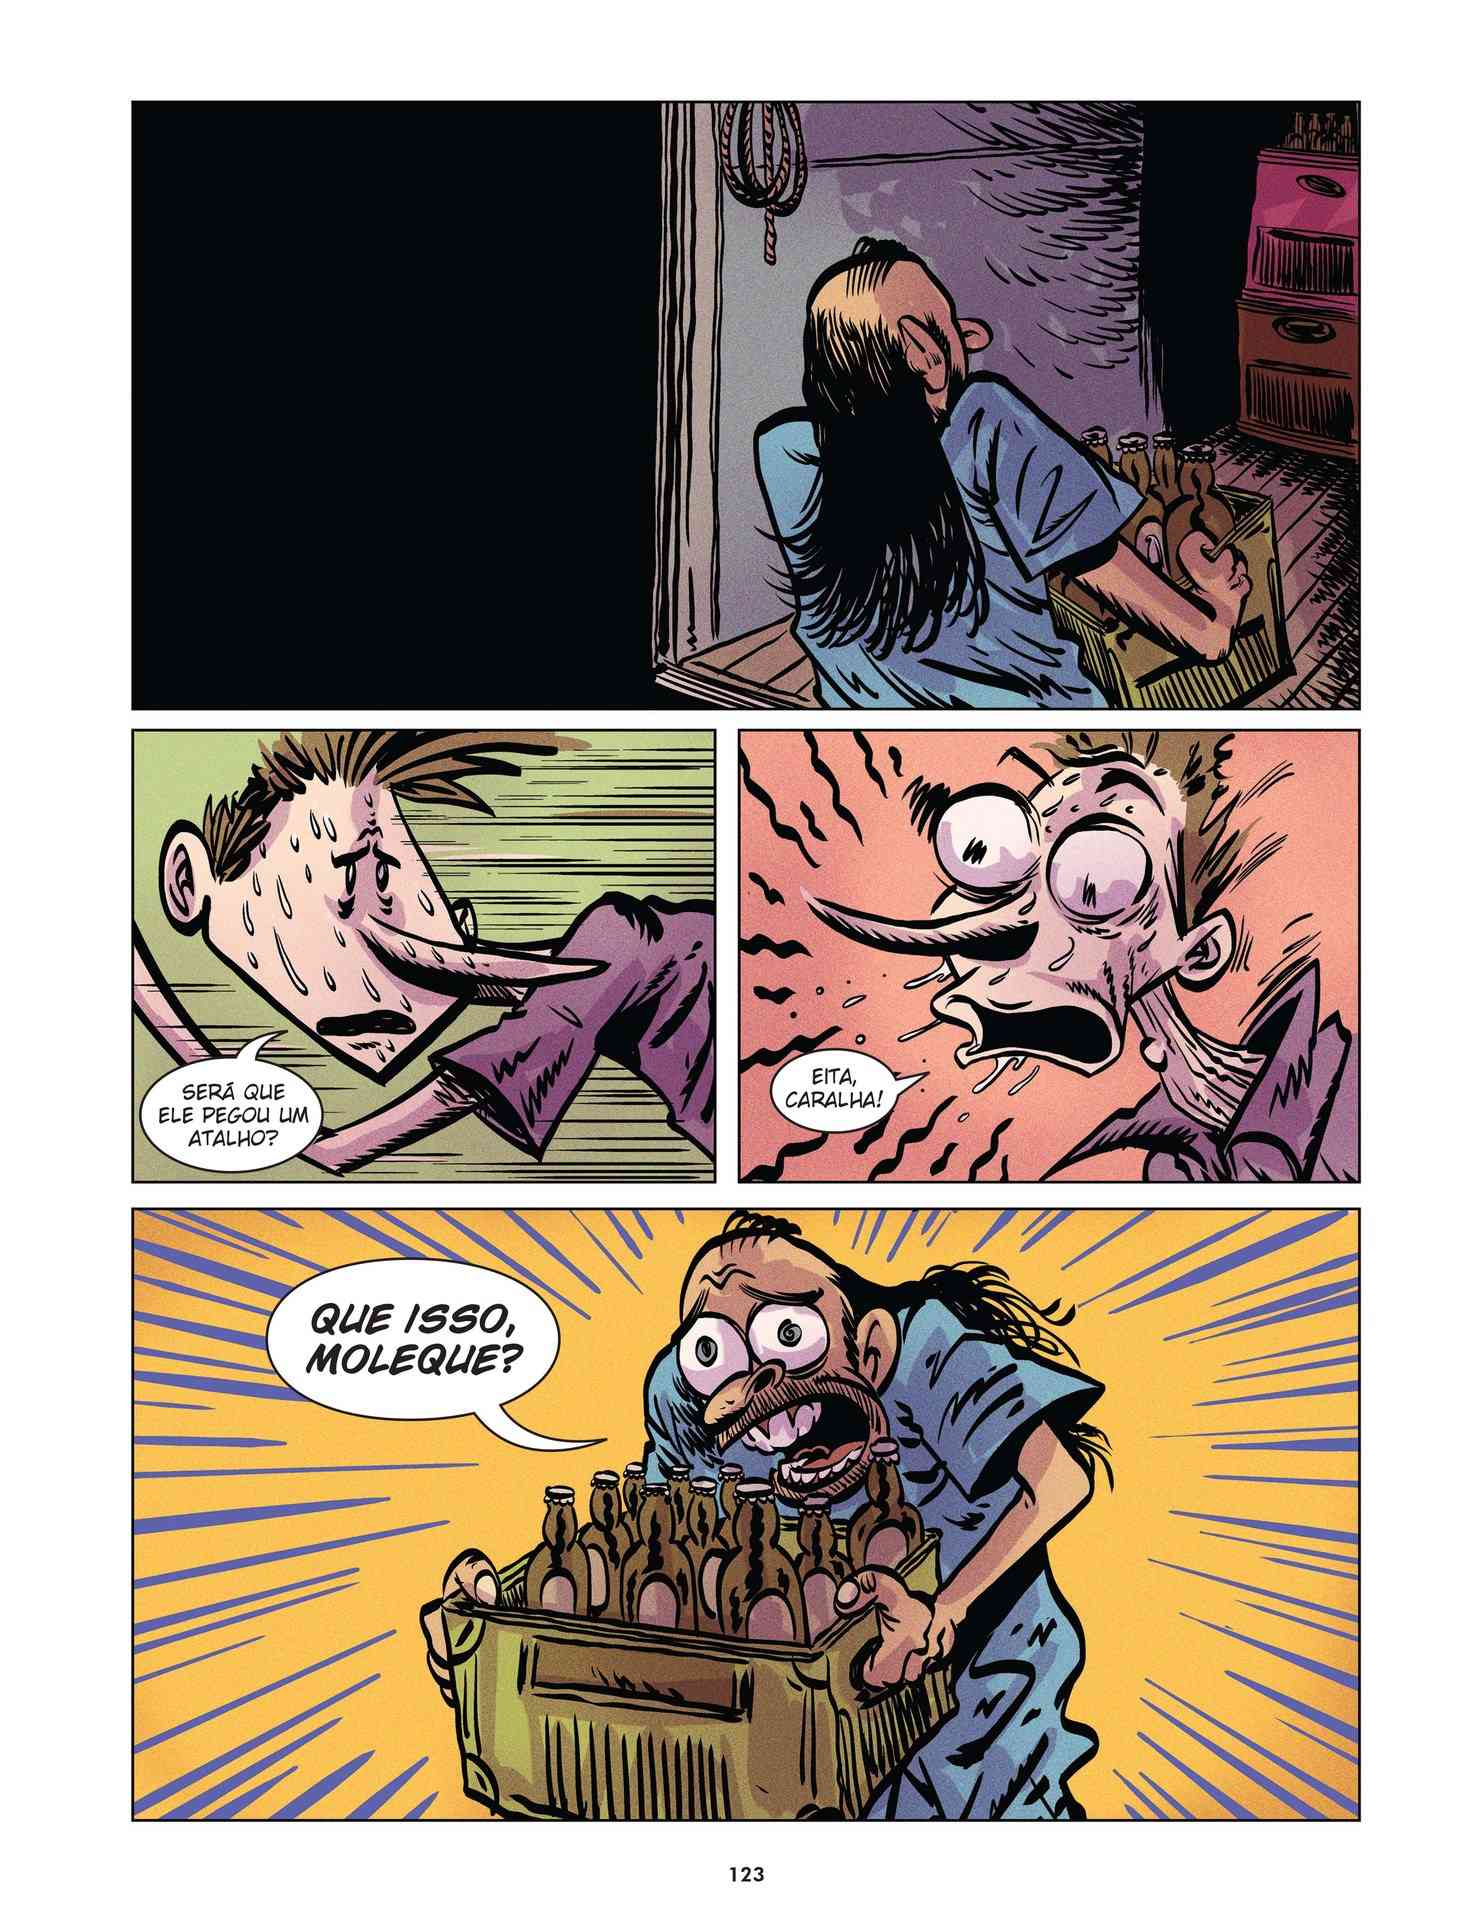 SERÁ QUE
ELE PEGOU UM
ATALHO?
EITA,
CARALHA!
QUE ISSO,
MOLEQUE?
123